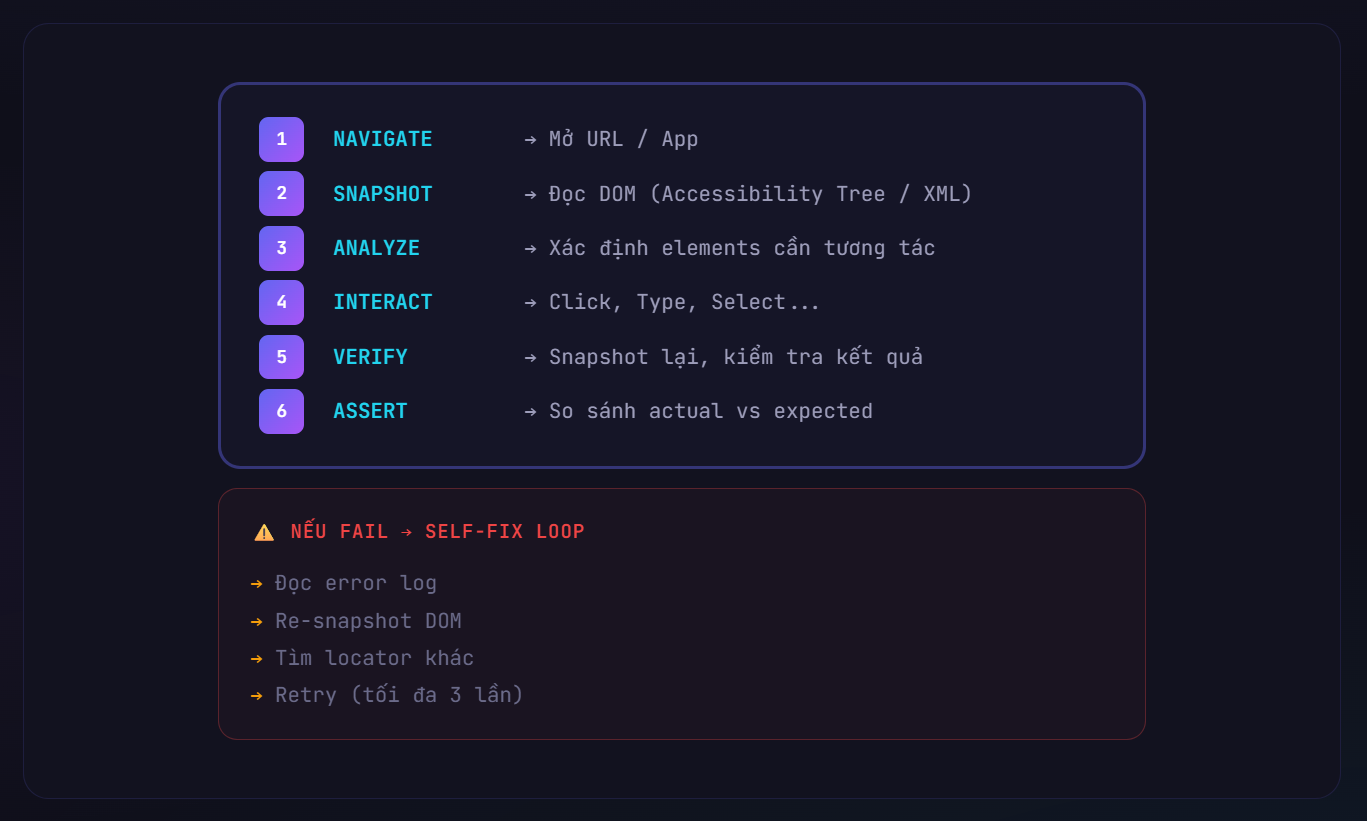 1 NAVIGATE → Mở URL / App
2 SNAPSHOT → Đọc DOM (Accessibility Tree / XML)
3 ANALYZE → Xác định elements cần tương tác
4 INTERACT → Click, Type, Select...
5 VERIFY → Snapshot lại, kiểm tra kết quả
6 ASSERT → So sánh actual vs expected
⚠ NẾU FAIL → SELF-FIX LOOP
→ Đọc error log
→ Re-snapshot DOM
→ Tìm locator khác
→ Retry (tối đa 3 lần)